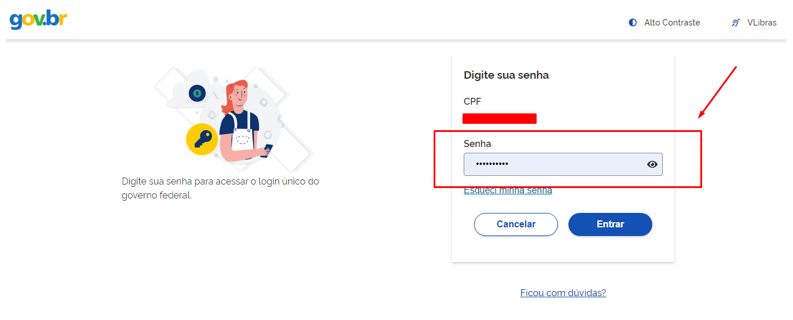 gov.br
Alto Contraste
VLibras
Digite sua senha
CPF
Senha
••••••••••
Esqueci minha senha
Cancelar
Entrar
Digite sua senha para acessar o login único do
governo federal.
Ficou com dúvidas?